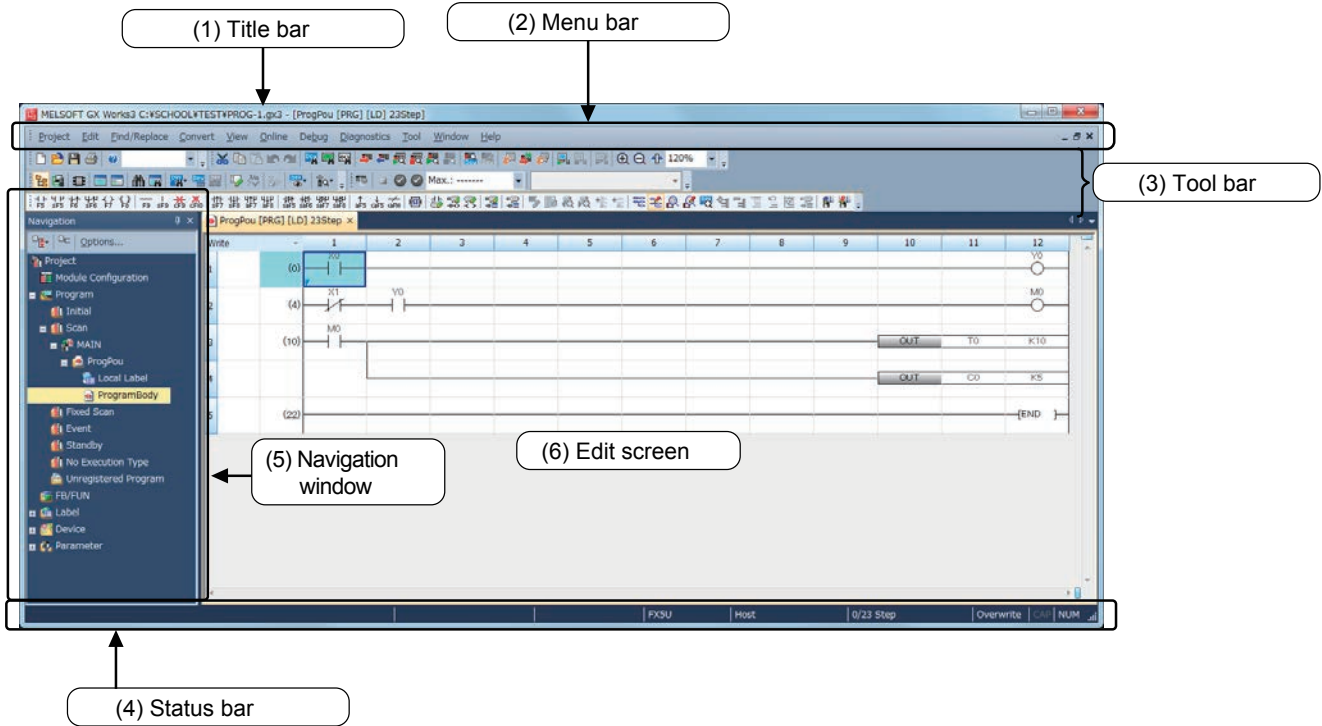 (1) Title bar
(2) Menu bar
MELSOFT GX Works3 C:¥SCHOOL¥TEST¥PROG-1.gx3 - [ProgPou [PRG] [LD] 23Step]
Project Edit Find/Replace Convert View Online Debug Diagnostics Tool Window Help
120%
Max.: -------
(3) Tool bar
Navigation
ProgPou [PRG] [LD] 23Step
Options...
Write 1 2 3 4 5 6 7 8 9 10 11 12
Project
Module Configuration
Program
Initial
Scan
MAIN
ProgPou
Local Label
ProgramBody
Fixed Scan
Event
Standby
No Execution Type
Unregistered Program
FB/FUN
Label
Device
Parameter
X0 Y0
(0)
X1 Y0 M0
2 (4)
M0
(10) OUT T0 K10
OUT C0 K5
(22) [END ]
(5) Navigation
window
(6) Edit screen
FX5U Host 0/23 Step Overwrite CAP NUM
(4) Status bar